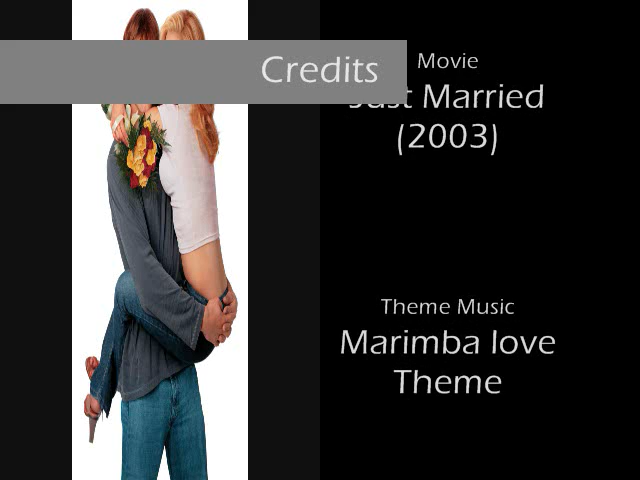 Credits
Movie
Just Married
(2003)
Theme Music
Marimba love
Theme